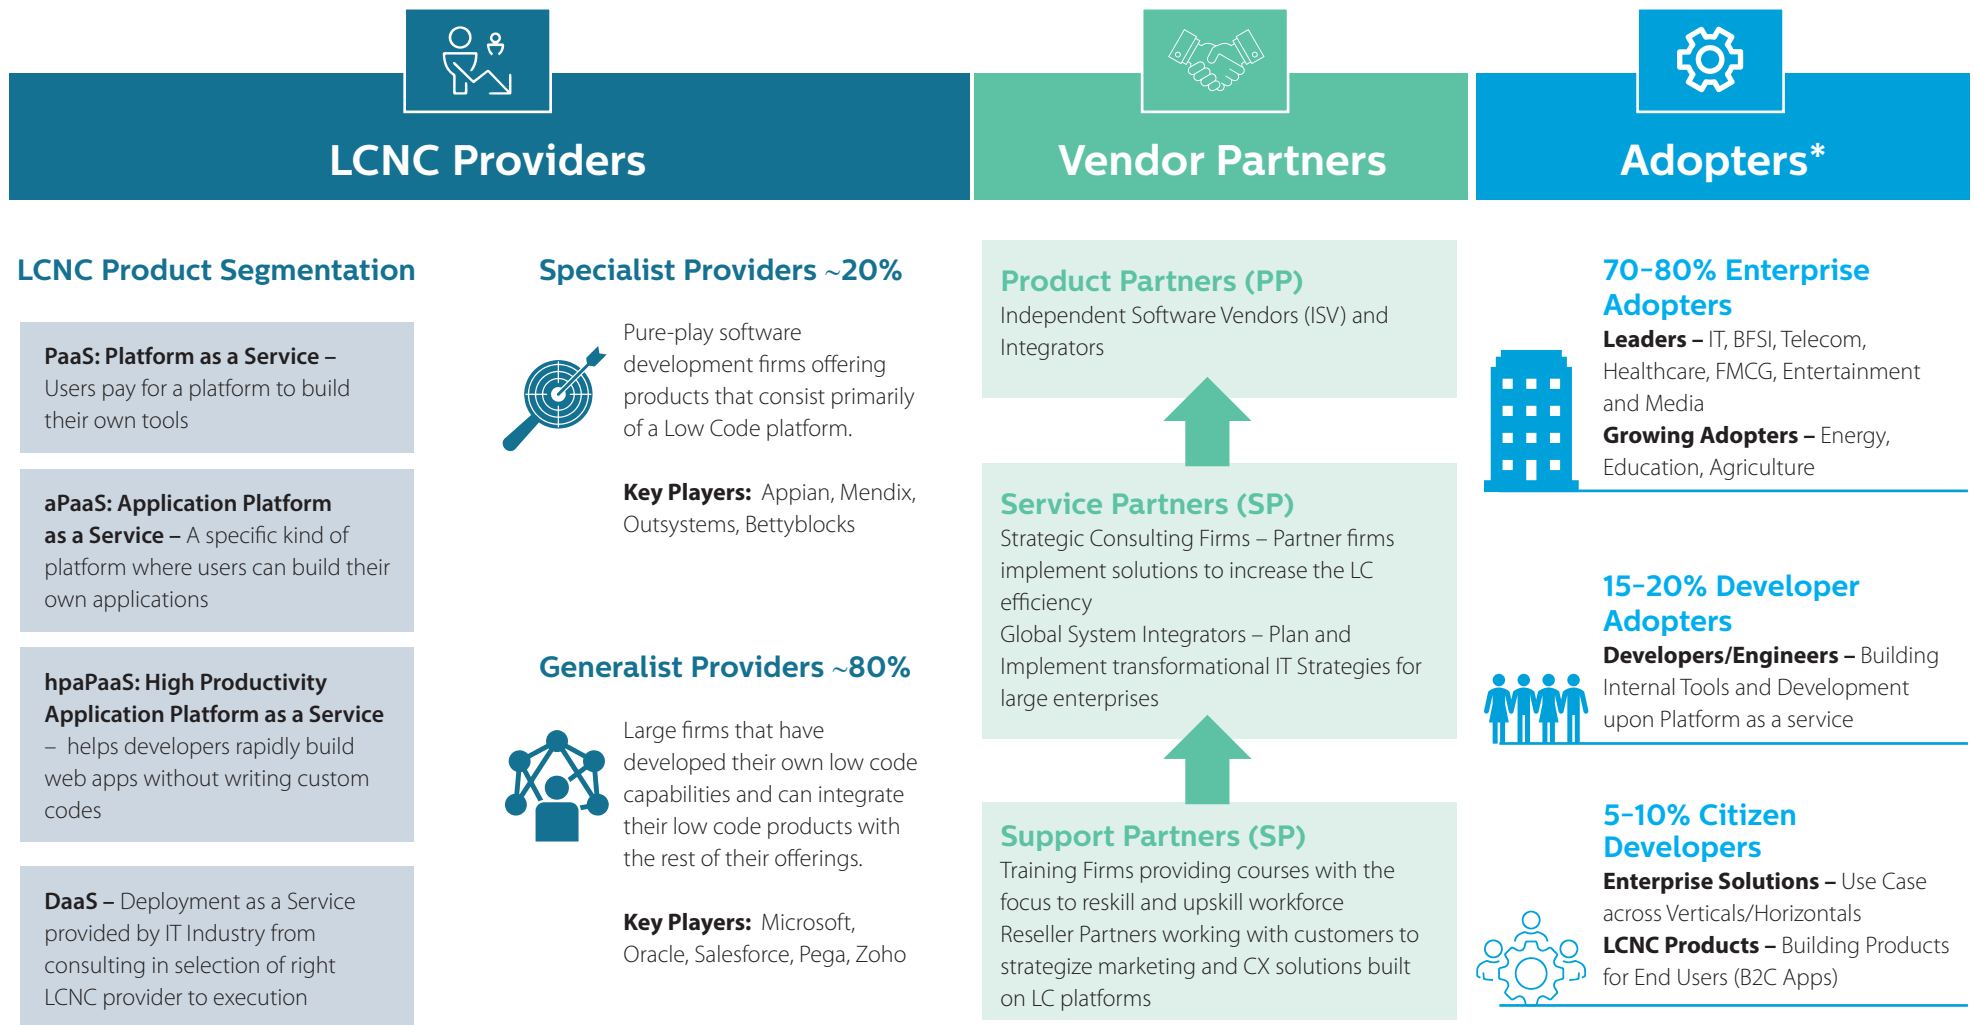 LCNC Providers
LCNC Product Segmentation
PaaS: Platform as a Service –
Users pay for a platform to build
their own tools
aPaaS: Application Platform
as a Service – A specific kind of
platform where users can build their
own applications
hpaPaaS: High Productivity
Application Platform as a Service
– helps developers rapidly build
web apps without writing custom
codes
DaaS – Deployment as a Service
provided by IT Industry from
consulting in selection of right
LCNC provider to execution
Specialist Providers ~20%
Pure-play software
development firms offering
products that consist primarily
of a Low Code platform.
Key Players: Appian, Mendix,
Outsystems, Bettyblocks
Generalist Providers ~80%
Large firms that have
developed their own low code
capabilities and can integrate
their low code products with
the rest of their offerings.
Key Players: Microsoft,
Oracle, Salesforce, Pega, Zoho
Vendor Partners
Product Partners (PP)
Independent Software Vendors (ISV) and
Integrators
Service Partners (SP)
Strategic Consulting Firms – Partner firms
implement solutions to increase the LC
efficiency
Global System Integrators – Plan and
Implement transformational IT Strategies for
large enterprises
Support Partners (SP)
Training Firms providing courses with the
focus to reskill and upskill workforce
Reseller Partners working with customers to
strategize marketing and CX solutions built
on LC platforms
Adopters*
70-80% Enterprise
Adopters
Leaders – IT, BFSI, Telecom,
Healthcare, FMCG, Entertainment
and Media
Growing Adopters – Energy,
Education, Agriculture
15-20% Developer
Adopters
Developers/Engineers – Building
Internal Tools and Development
upon Platform as a service
5-10% Citizen
Developers
Enterprise Solutions – Use Case
across Verticals/Horizontals
LCNC Products – Building Products
for End Users (B2C Apps)